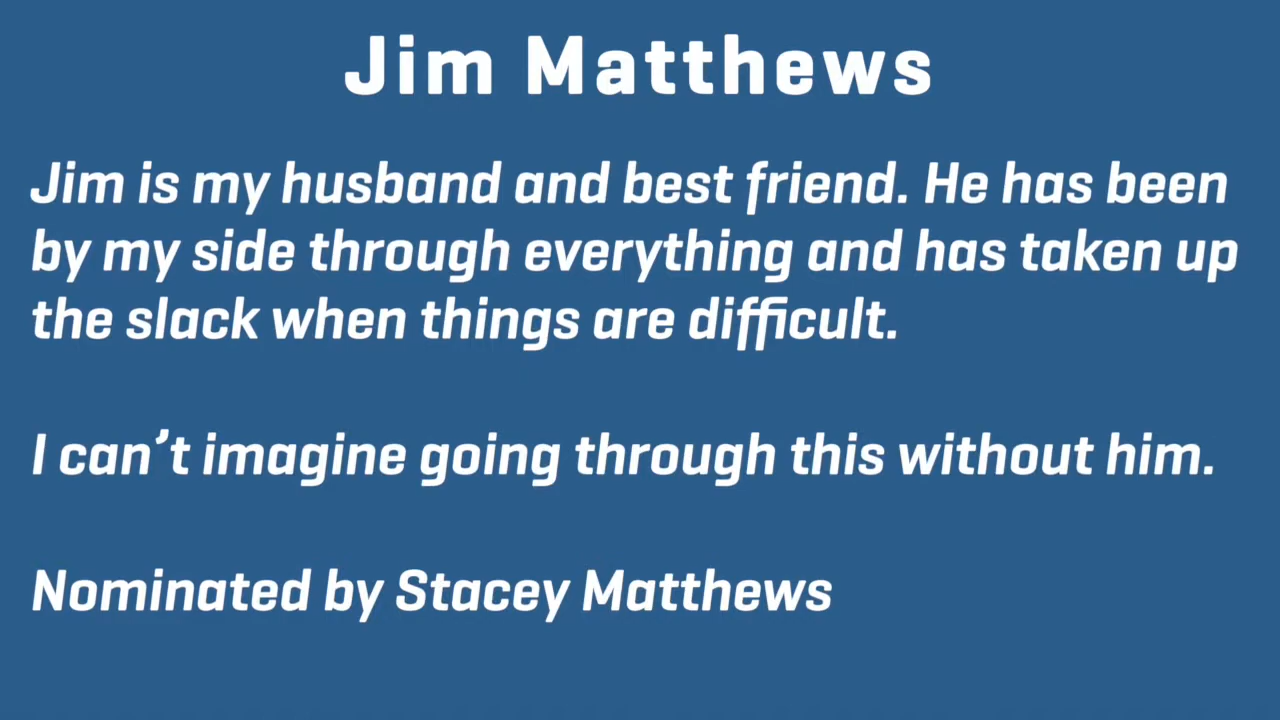 Jim Matthews
Jim is my husband and best friend. He has been
by my side through everything and has taken up
the slack when things are difficult.
I can’t imagine going through this without him.
Nominated by Stacey Matthews